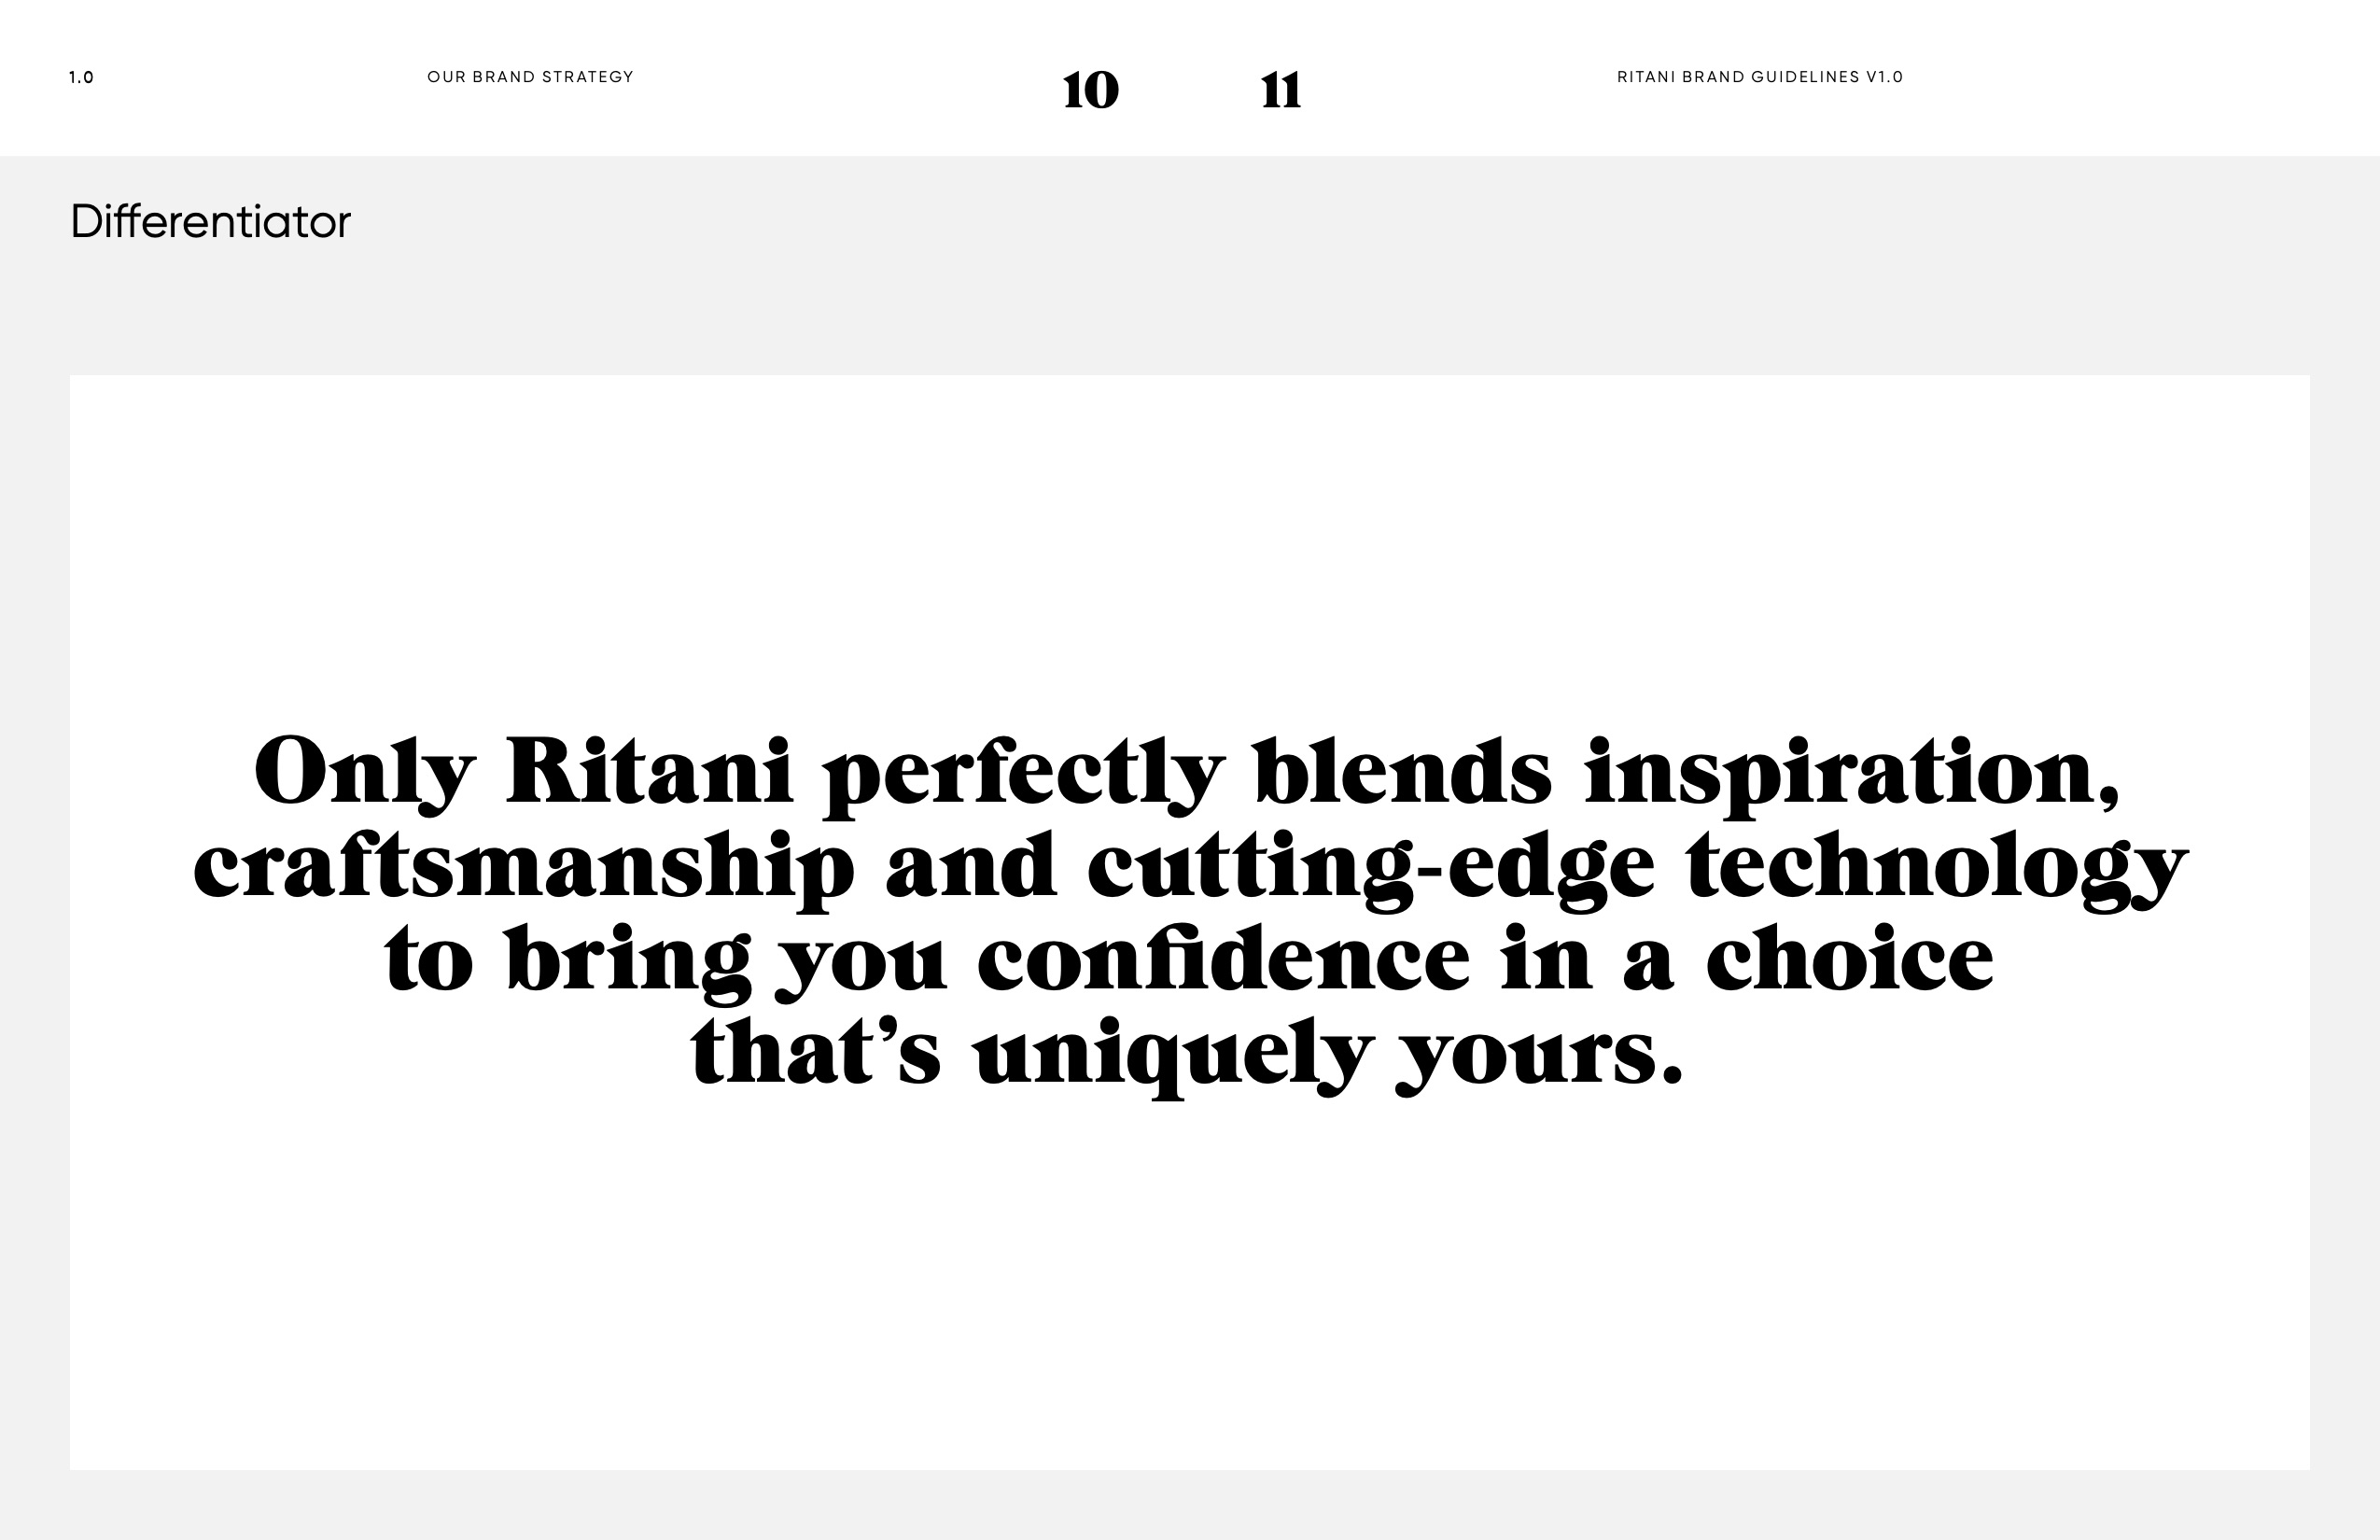 1.0
OUR BRAND STRATEGY
10
11
RITANI BRAND GUIDELINES V1.0
Differentiator
Only Ritani perfectly blends inspiration,
craftsmanship and cutting-edge technology
to bring you confidence in a choice
that’s uniquely yours.